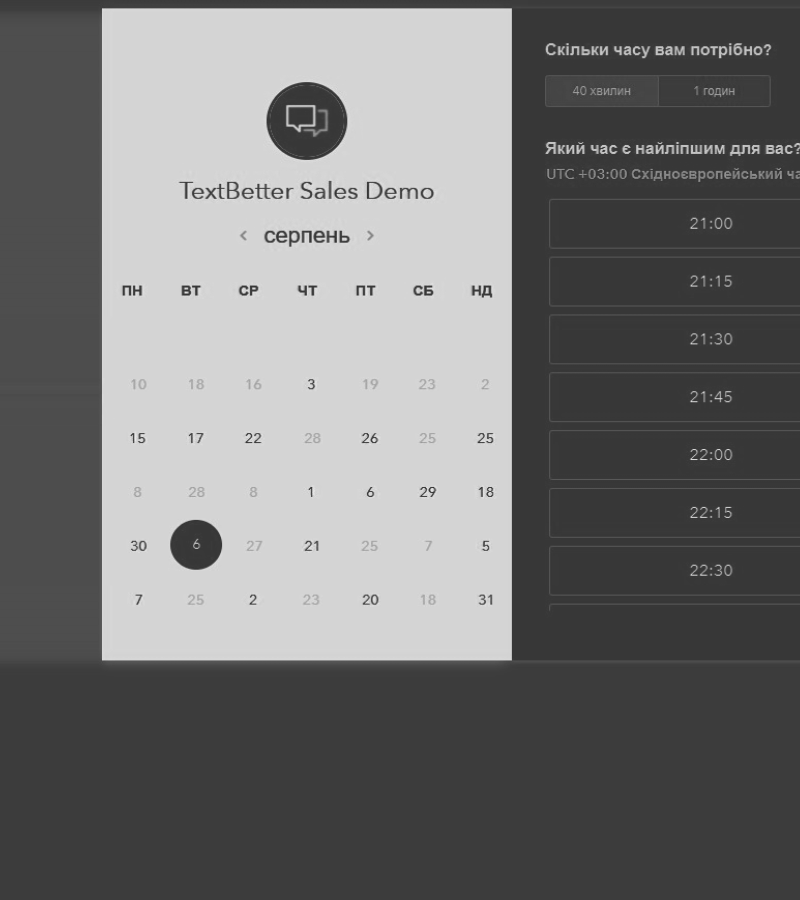 TextBetter Sales Demo
< серпень >
ПН ВТ СР ЧТ ПТ СБ НД
10 18 16 3 19 23 2
15 17 22 28 26 25 25
8 28 8 1 6 29 18
30 6 27 21 25 7 5
7 25 2 23 20 18 31
Скільки часу вам потрібно?
40 хвилин 1 годин
Який час є найліпшим для вас?
UTC +03:00 Східноєвропейський ча
21:00
21:15
21:30
21:45
22:00
22:15
22:30